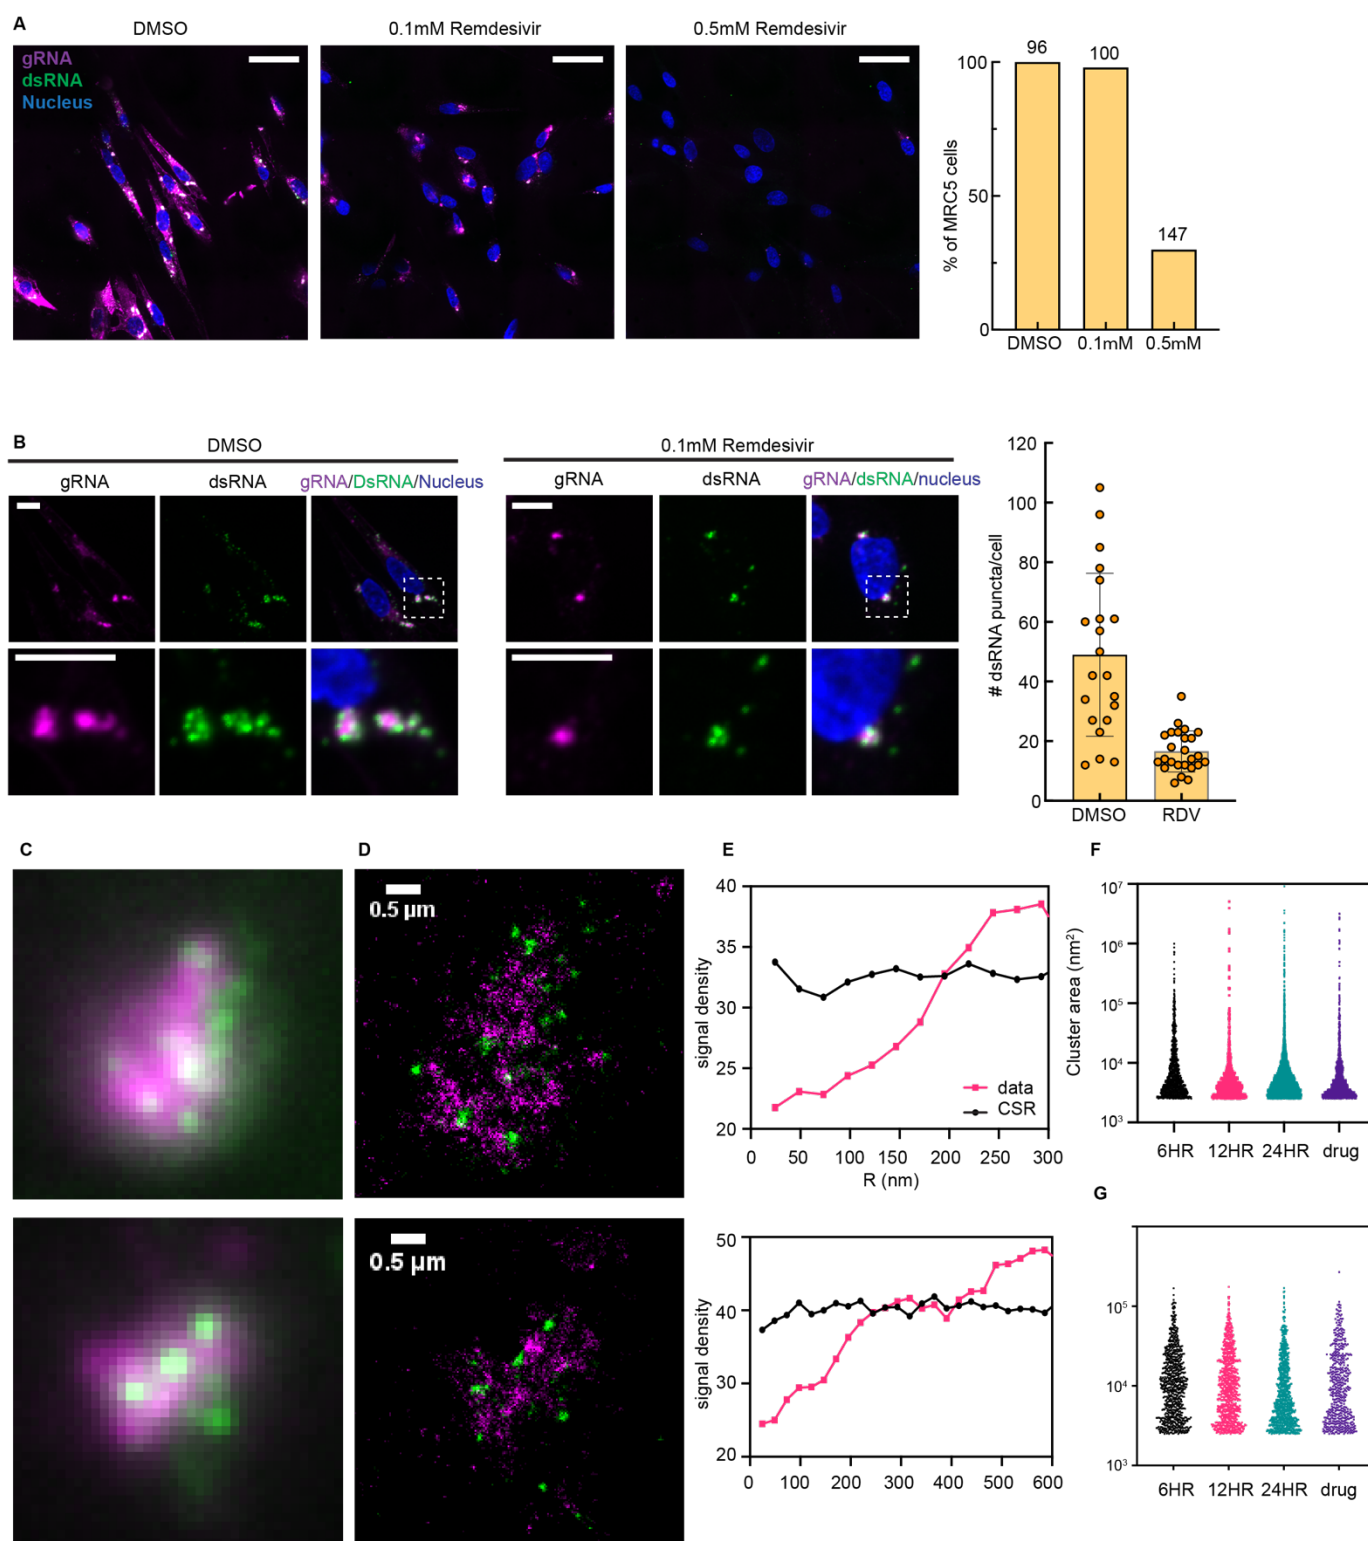 A
DMSO
0.1mM Remdesivir
0.5mM Remdesivir
gRNA
dsRNA
Nucleus
% of MRC5 cells
100
50
0
96
100
147
DMSO
0.1mM
0.5mM
B
DMSO
0.1mM Remdesivir
gRNA
dsRNA
gRNA/DsRNA/Nucleus
gRNA
dsRNA
gRNA/dsRNA/nucleus
# dsRNA puncta/cell
120
100
80
60
40
20
0
DMSO
RDV
C
D
0.5 µm
0.5 µm
E
signal density
40
35
30
25
20
data
CSR
0 50 100 150 200 250 300
R (nm)
signal density
50
40
30
20
0 100 200 300 400 500 600
F
Cluster area (nm²)
10⁷
10⁶
10⁵
10⁴
10³
6HR 12HR 24HR drug
G
10⁵
10⁴
10³
6HR 12HR 24HR drug